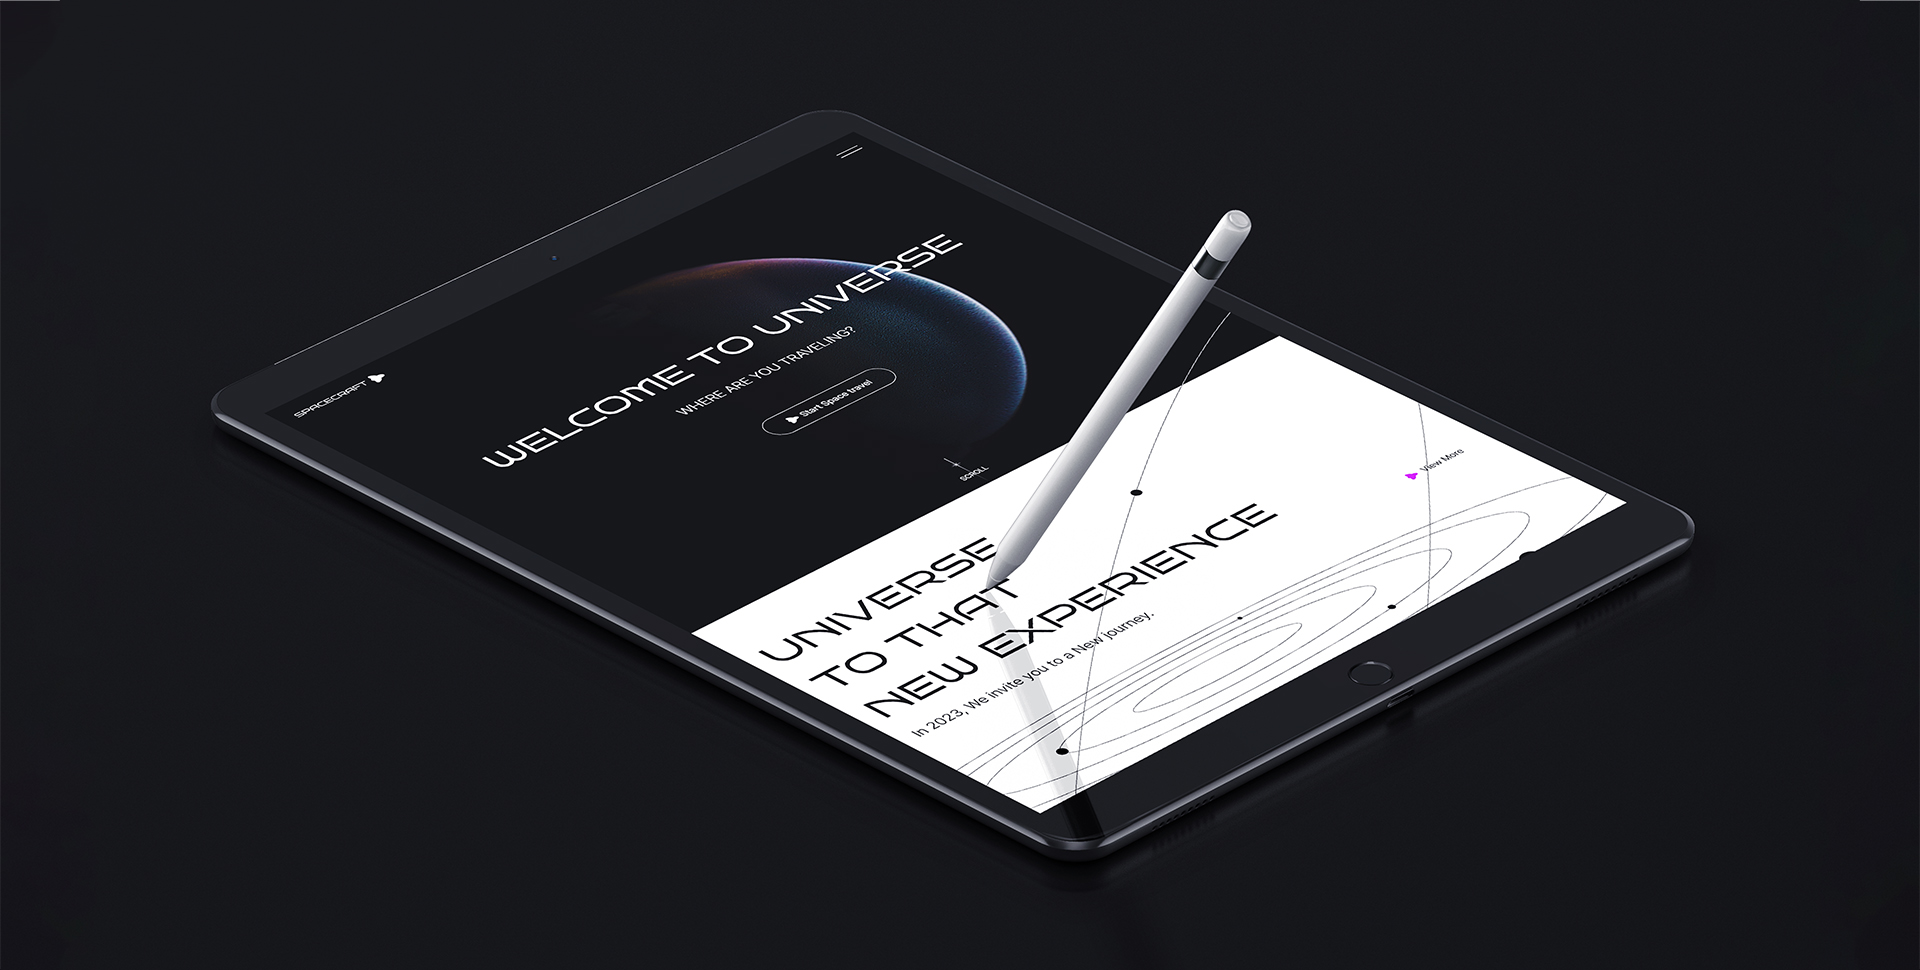 SPACECRAFT
WELCOME TO UNIVERSE
WHERE ARE YOU TRAVELING?
Start Space travel
SCROLL
View More
UNIVERSE
TO THAT
NEW EXPERIENCE
In 2023, We invite you to a New journey.